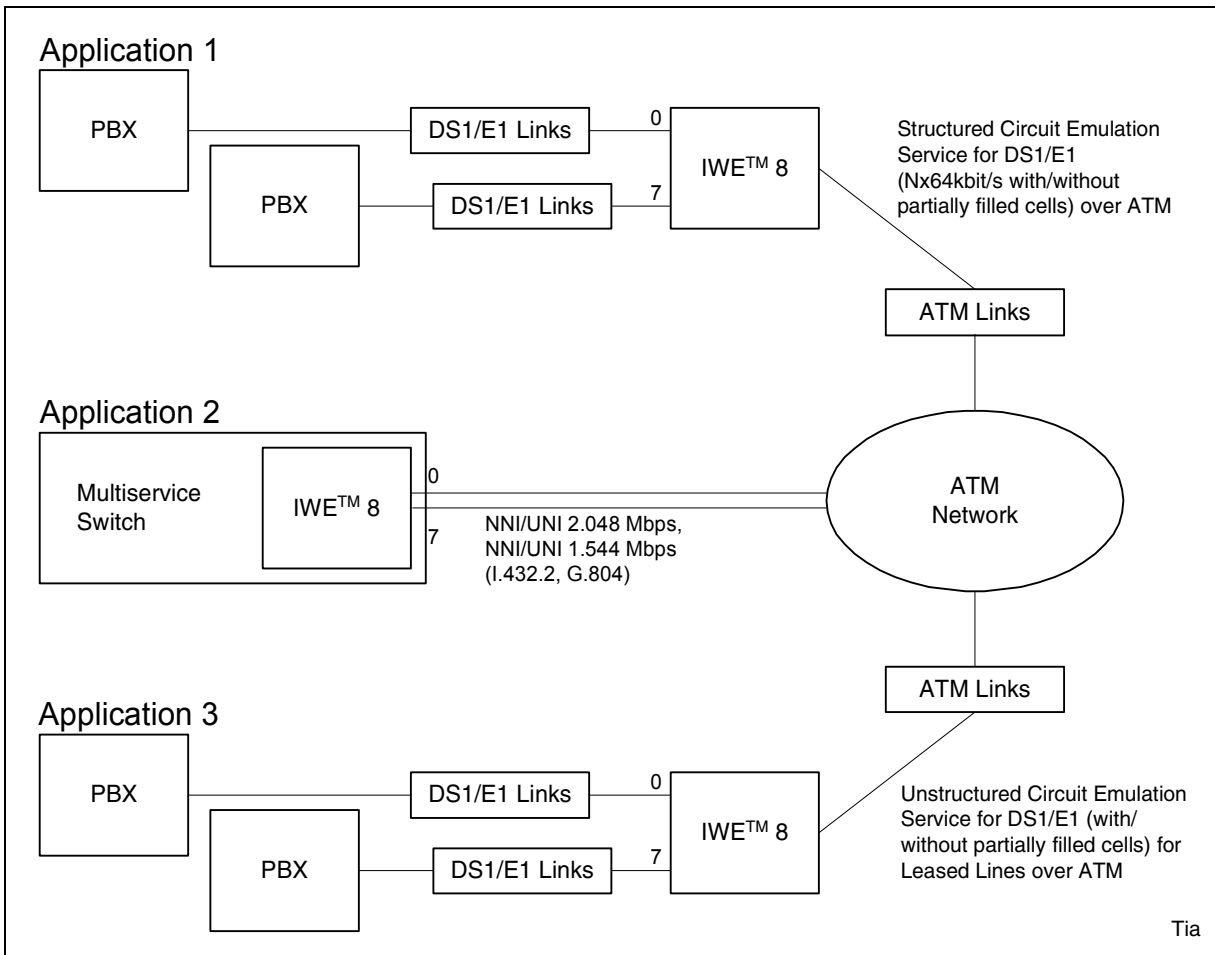 Application 1
PBX
DS1/E1 Links
0
IWE™ 8
Structured Circuit Emulation
Service for DS1/E1
(Nx64kbit/s with/without
partially filled cells) over ATM
PBX
DS1/E1 Links
7
ATM Links
Application 2
Multiservice
Switch
IWE™ 8
0
7
NNI/UNI 2.048 Mbps,
NNI/UNI 1.544 Mbps
(I.432.2, G.804)
ATM
Network
ATM Links
Application 3
PBX
DS1/E1 Links
0
IWE™ 8
Unstructured Circuit Emulation
Service for DS1/E1 (with/
without partially filled cells) for
Leased Lines over ATM
PBX
DS1/E1 Links
7
Tia